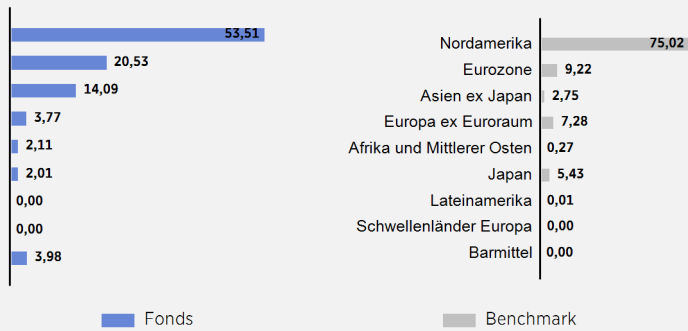 53,51
20,53
14,09
3,77
2,11
2,01
0,00
0,00
3,98
Fonds
Nordamerika 75,02
Eurozone 9,22
Asien ex Japan 2,75
Europa ex Euroraum 7,28
Afrika und Mittlerer Osten 0,27
Japan 5,43
Lateinamerika 0,01
Schwellenländer Europa 0,00
Barmittel 0,00
Benchmark